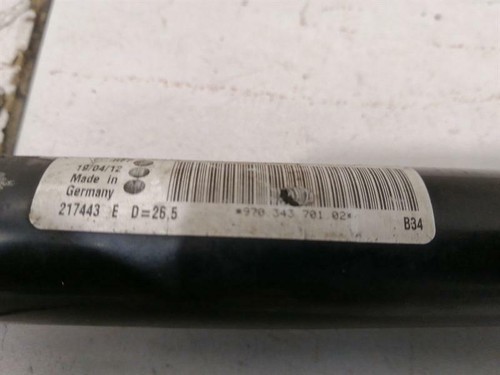 19/04/12
Made in
Germany
217443 E D=26,5
*970 343 701 02*
B34